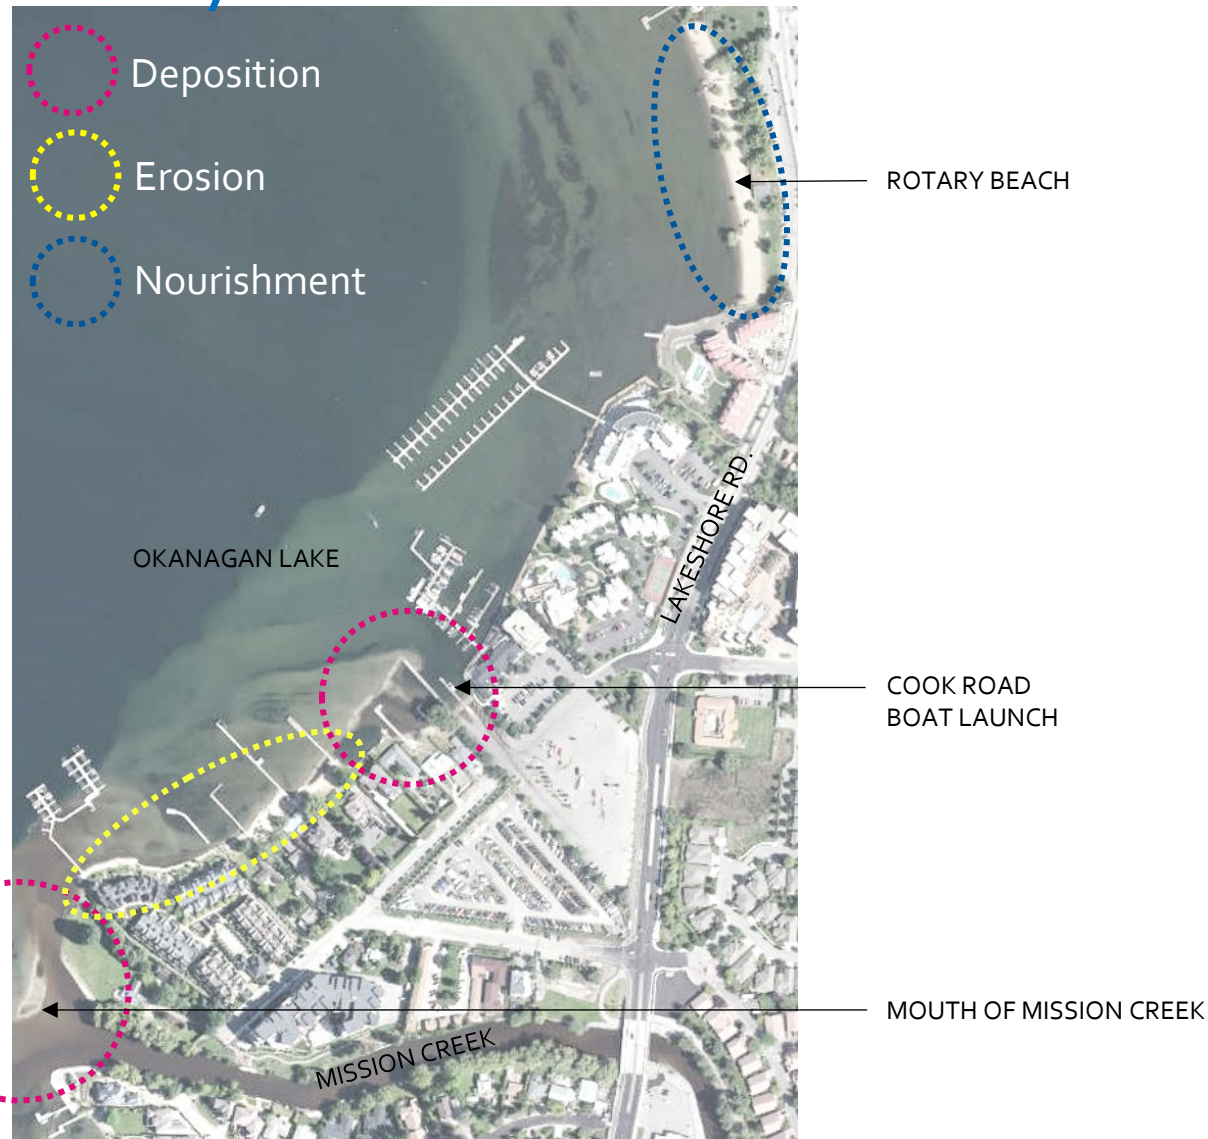 Deposition
Erosion
Nourishment
ROTARY BEACH
LAKESHORE RD.
OKANAGAN LAKE
COOK ROAD
BOAT LAUNCH
MOUTH OF MISSION CREEK
MISSION CREEK